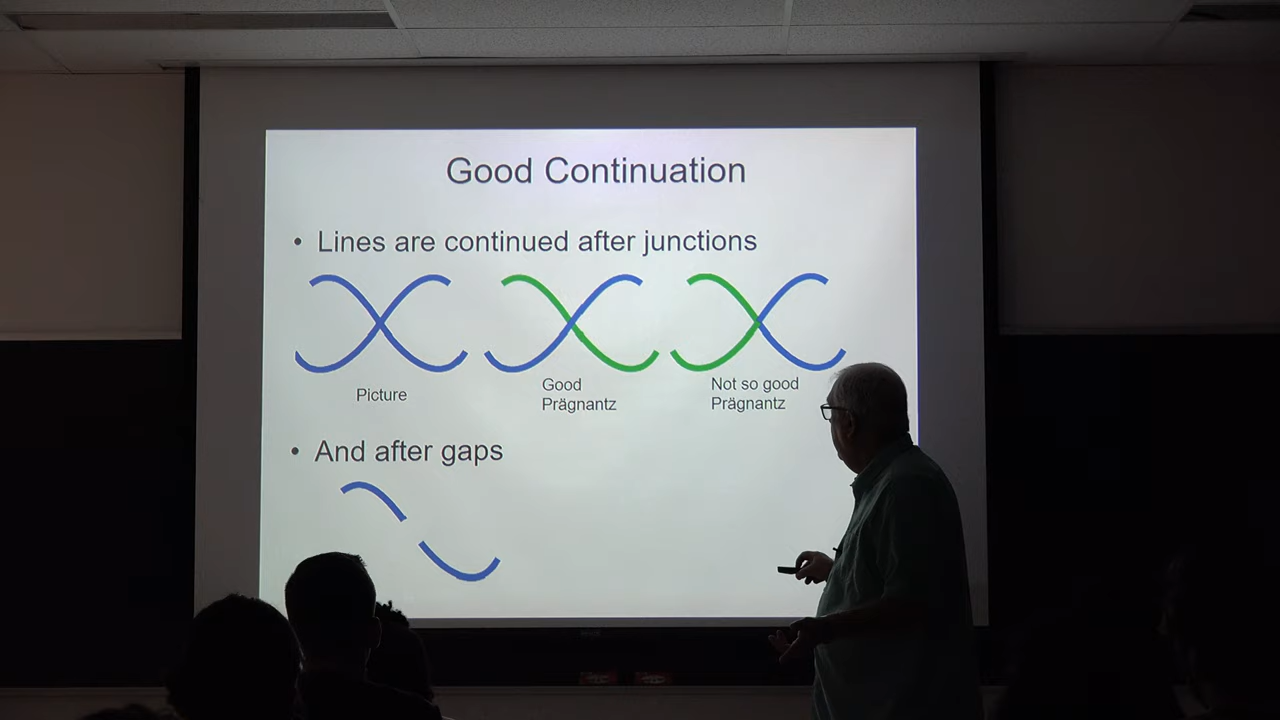 Good Continuation
• Lines are continued after junctions
Picture
Good
Prägnantz
Not so good
Prägnantz
• And after gaps